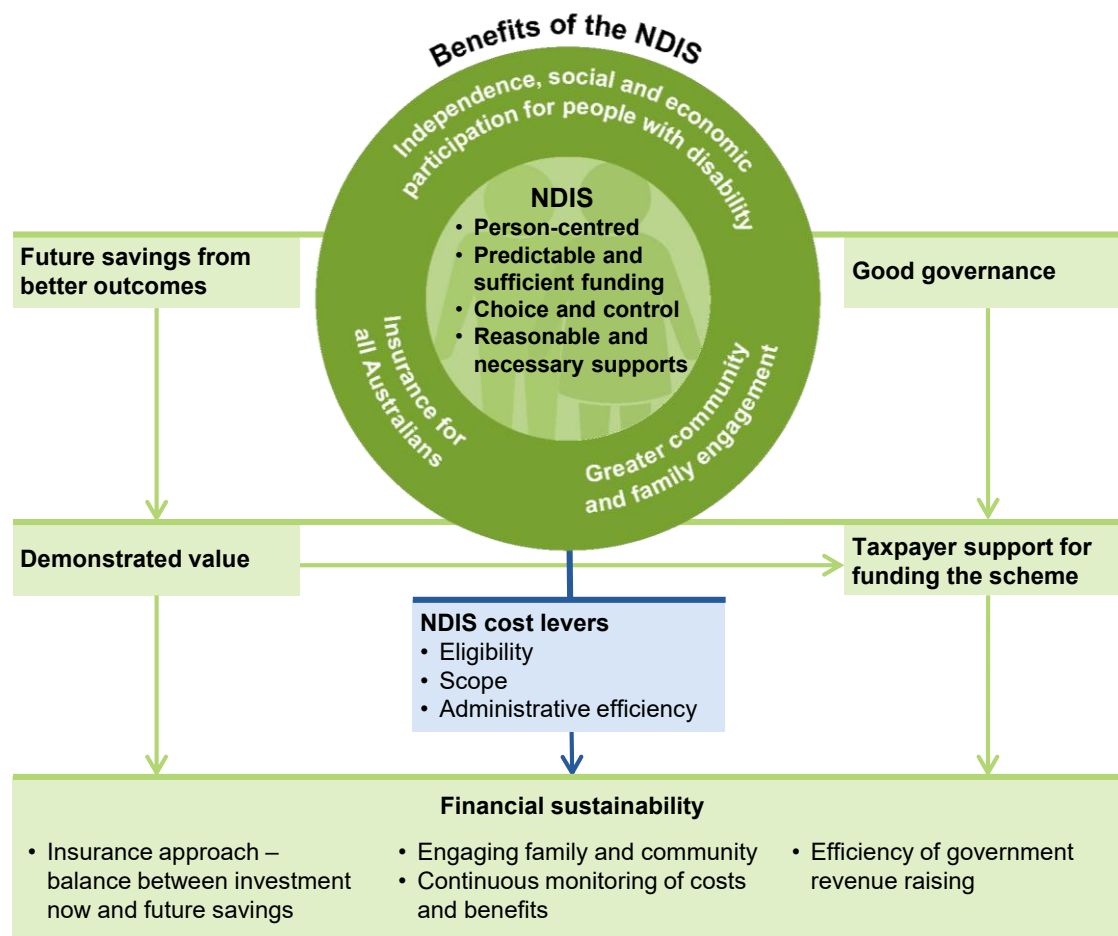 Benefits of the NDIS
Independence, social and economic
participation for people with disability
NDIS
• Person-centred
• Predictable and
sufficient funding
• Choice and control
• Reasonable and
necessary supports
Insurance for
all Australians
Greater community
and family engagement
Future savings from
better outcomes
Good governance
Demonstrated value
Taxpayer support for
funding the scheme
NDIS cost levers
• Eligibility
• Scope
• Administrative efficiency
Financial sustainability
• Insurance approach –
balance between investment
now and future savings
• Engaging family and community
• Continuous monitoring of costs
and benefits
• Efficiency of government
revenue raising